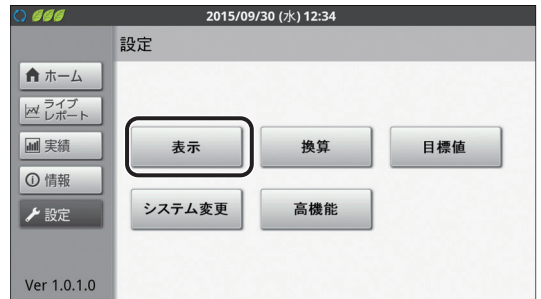 2015/09/30 (水) 12:34
設定
ホーム
ライブ
レポート
実績
情報
設定
表示
換算
目標値
システム変更
高機能
Ver 1.0.1.0